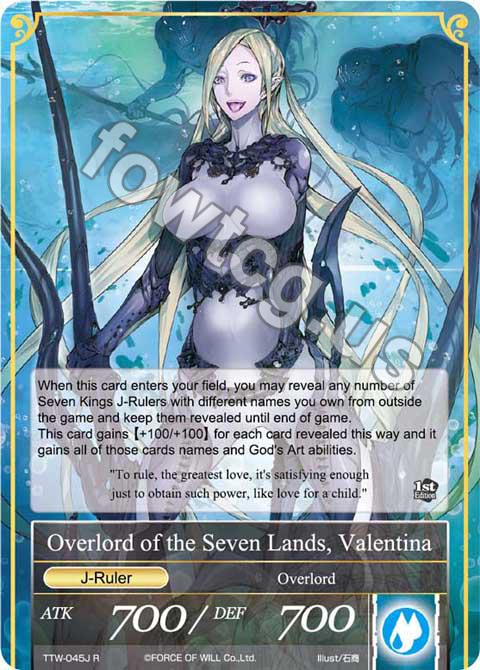 fowtcg.us
When this card enters your field, you may reveal any number of
Seven Kings J-Rulers with different names you own from outside
the game and keep them revealed until end of game.
This card gains 【+100/+100】 for each card revealed this way and it
gains all of those cards names and God's Art abilities.
"To rule, the greatest love, it's satisfying enough
just to obtain such power, like love for a child."
1st
Edition
Overlord of the Seven Lands, Valentina
J-Ruler Overlord
ATK 700 / DEF 700
TTW-045J R ©FORCE OF WILL Co.,Ltd. Illust/石商